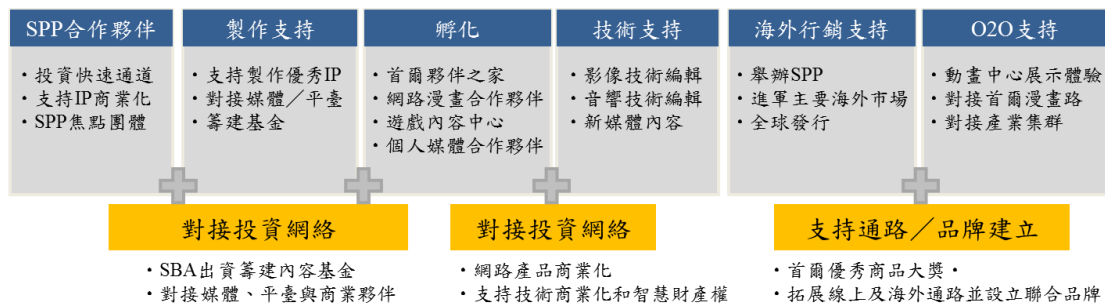 SPP合作夥伴
・投資快速通道
・支持IP商業化
・SPP焦點團體
製作支持
・支持製作優秀IP
・對接媒體／平臺
・籌建基金
孵化
・首爾夥伴之家
・網路漫畫合作夥伴
・遊戲內容中心
・個人媒體合作夥伴
技術支持
・影像技術編輯
・音響技術編輯
・新媒體內容
海外行銷支持
・舉辦SPP
・進軍主要海外市場
・全球發行
O2O支持
・動畫中心展示體驗
・對接首爾漫畫路
・對接產業集群
對接投資網絡
・SBA出資籌建內容基金
・對接媒體、平臺與商業夥伴
對接投資網絡
・網路產品商業化
・支持技術商業化和智慧財產權
支持通路／品牌建立
・首爾優秀商品大獎・
・拓展線上及海外通路並設立聯合品牌